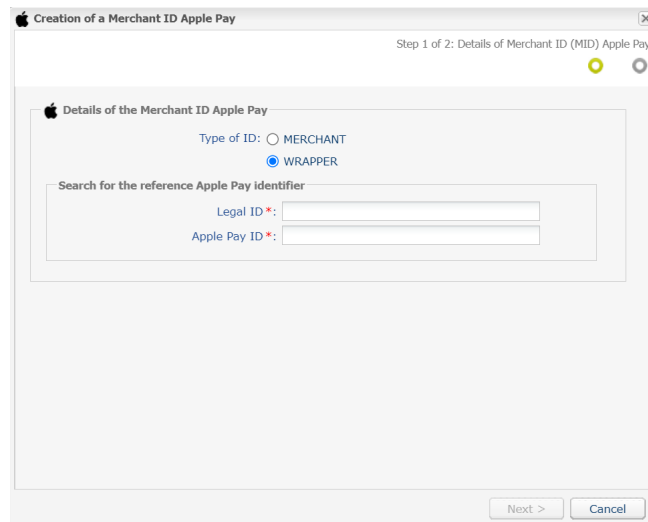 Creation of a Merchant ID Apple Pay
Step 1 of 2: Details of Merchant ID (MID) Apple Pay
Details of the Merchant ID Apple Pay
Type of ID: MERCHANT
WRAPPER
Search for the reference Apple Pay identifier
Legal ID *:
Apple Pay ID *:
Next > Cancel